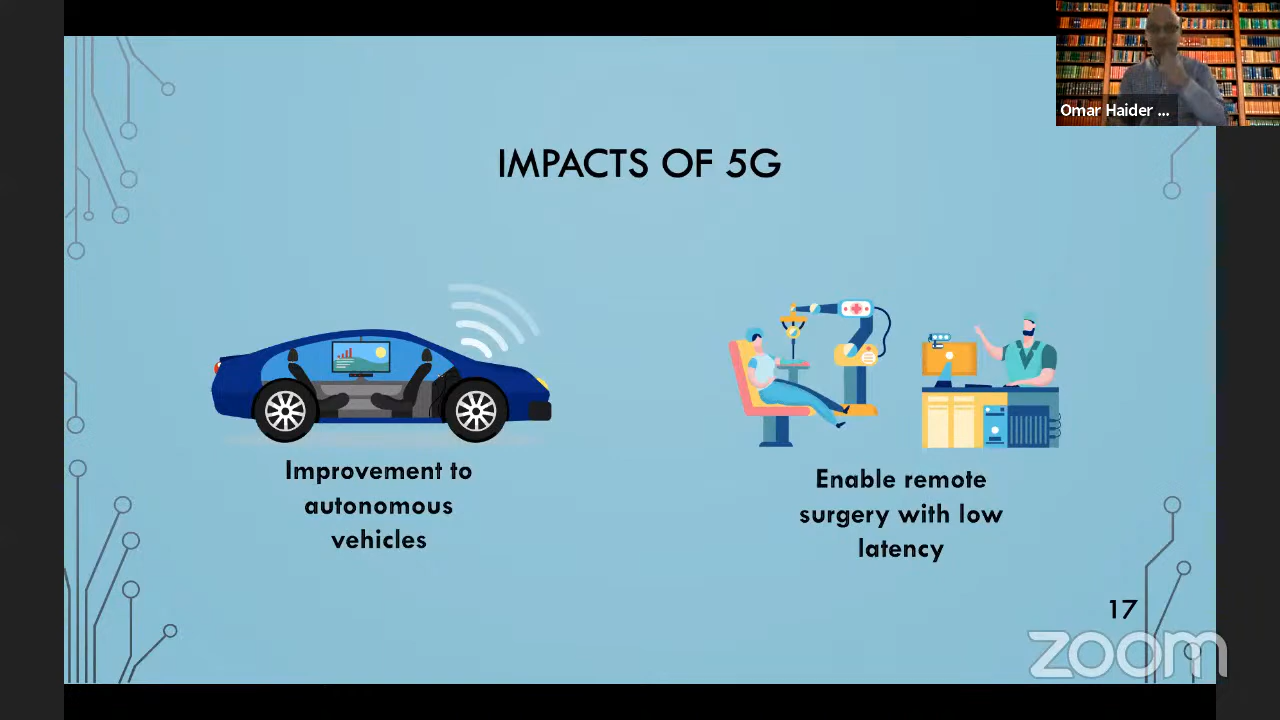 Omar Haider ...
IMPACTS OF 5G
Improvement to
autonomous
vehicles
Enable remote
surgery with low
latency
17
zoom